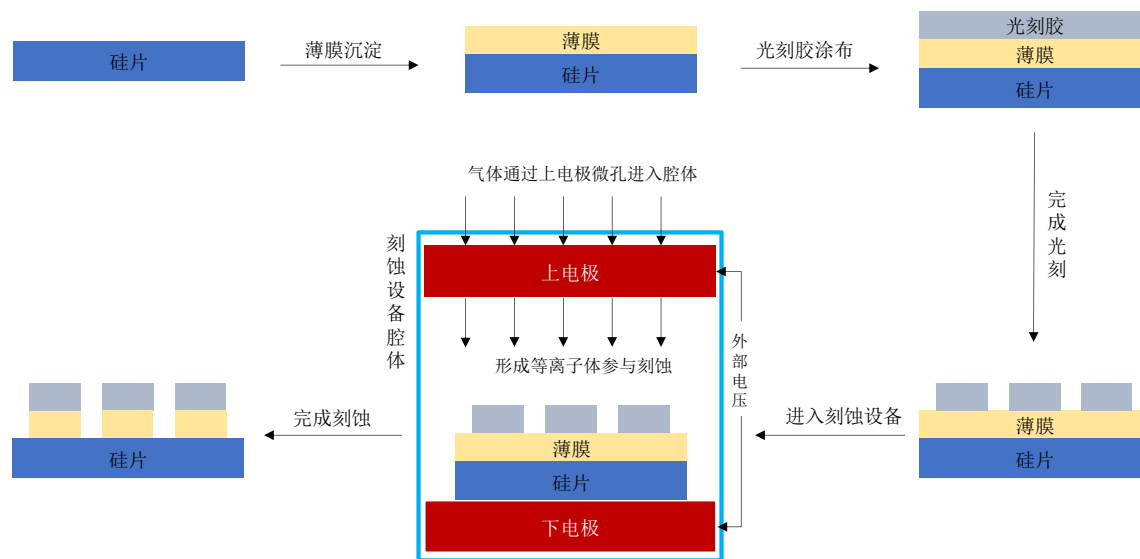 硅片
薄膜沉淀
薄膜
硅片
光刻胶涂布
光刻胶
薄膜
硅片
完成光刻
薄膜
硅片
进入刻蚀设备
气体通过上电极微孔进入腔体
刻蚀设备腔体
上电极
形成等离子体参与刻蚀
外部电压
薄膜
硅片
下电极
完成刻蚀
硅片